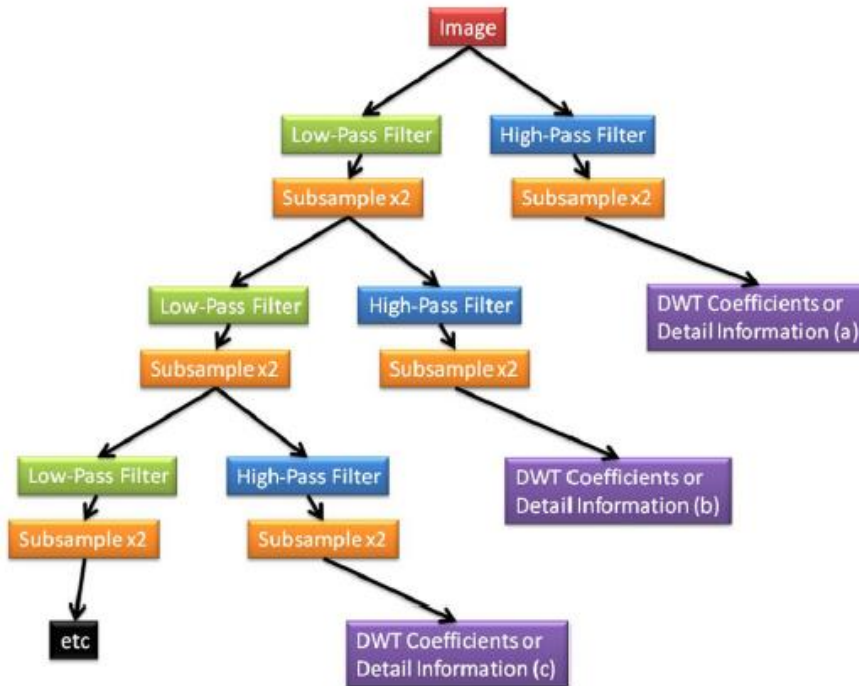 Image
Low-Pass Filter
High-Pass Filter
Subsample x2
Subsample x2
Low-Pass Filter
High-Pass Filter
DWT Coefficients or
Detail Information (a)
Subsample x2
Subsample x2
Low-Pass Filter
High-Pass Filter
DWT Coefficients or
Detail Information (b)
Subsample x2
Subsample x2
etc
DWT Coefficients or
Detail Information (c)